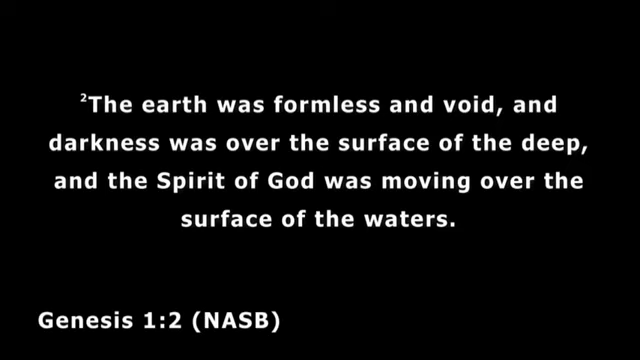 ²The earth was formless and void, and
darkness was over the surface of the deep,
and the Spirit of God was moving over the
surface of the waters.
Genesis 1:2 (NASB)